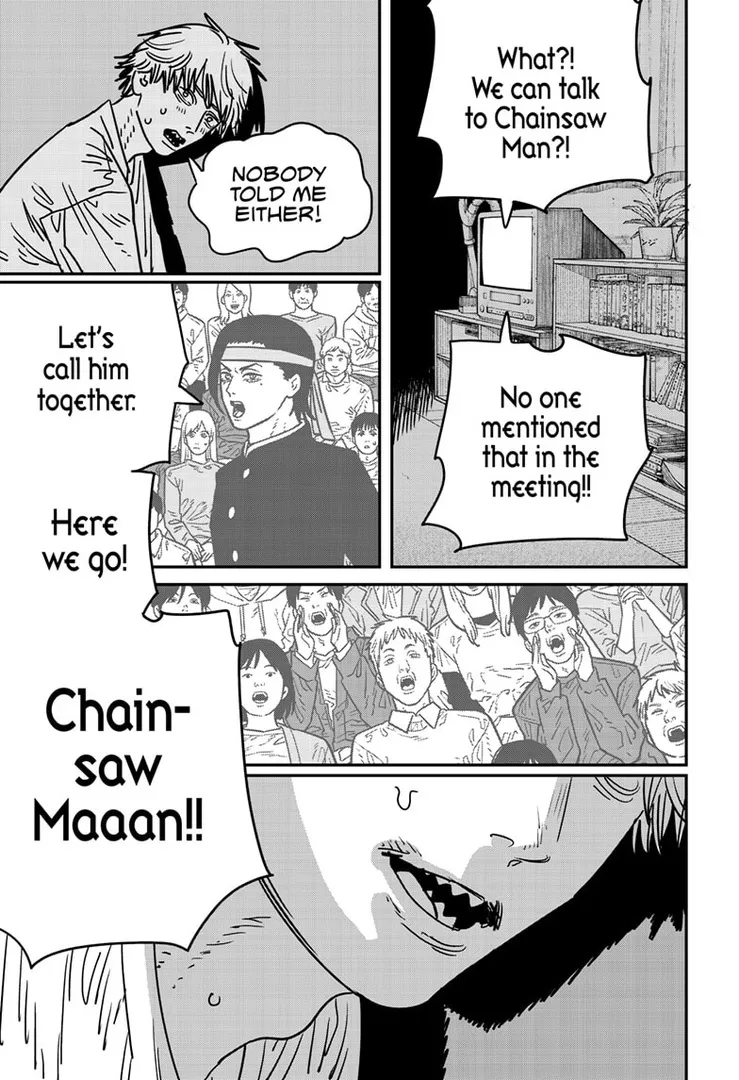 What?!
We can talk
to Chainsaw
Man?!
No one
mentioned
that in the
meeting!!
NOBODY
TOLD ME
EITHER!
Let's
call him
together.
Here
we go!
Chain-
saw
Maaan!!